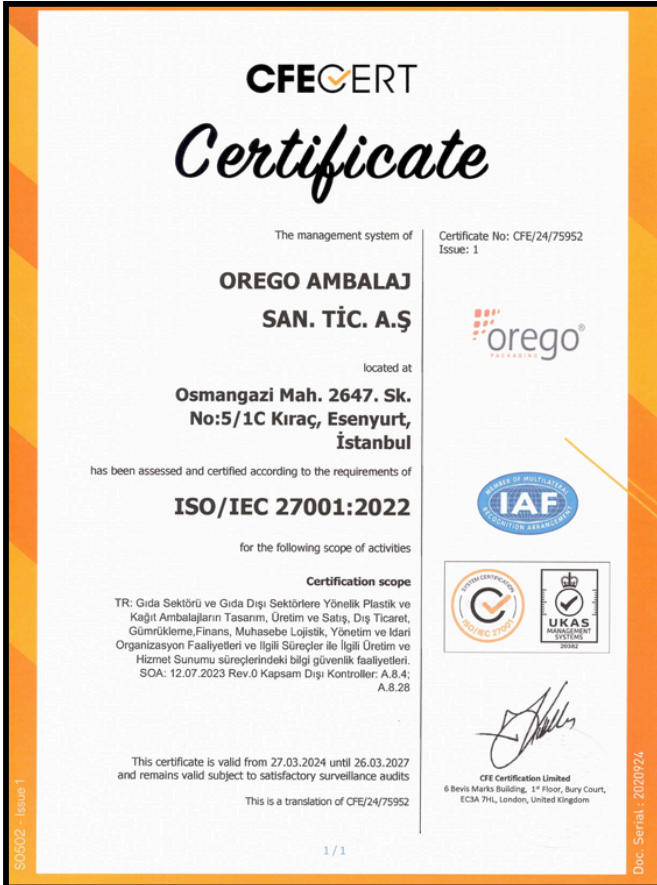 CFECERT
Certificate
The management system of
OREGO AMBALAJ
SAN. TİC. A.Ş
located at
Osmangazi Mah. 2647. Sk.
No:5/1C Kıraç, Esenyurt,
İstanbul
has been assessed and certified according to the requirements of
ISO/IEC 27001:2022
for the following scope of activities
Certification scope
TR: Gıda Sektörü ve Gıda Dışı Sektörlere Yönelik Plastik ve
Kağıt Ambalajların Tasarım, Üretim ve Satış, Dış Ticaret,
Gümrükleme,Finans, Muhasebe Lojistik, Yönetim ve Idari
Organizasyon Faaliyetleri ve Ilgili Süreçler ile İlgili Üretim ve
Hizmet Sunumu süreçlerindeki bilgi güvenlik faaliyetleri.
SOA: 12.07.2023 Rev.0 Kapsam Dışı Kontroller: A.8.4;
A.8.28
This certificate is valid from 27.03.2024 until 26.03.2027
and remains valid subject to satisfactory surveillance audits
This is a translation of CFE/24/75952
Certificate No: CFE/24/75952
Issue: 1
orego®
PACKAGING
MEMBER OF MULTILATERAL
IAF
RECOGNITION ARRANGEMENT
SYSTEM CERTIFICATION
ISO/IEC 27001
UKAS
MANAGEMENT
SYSTEMS
20382
CFE Certification Limited
6 Bevis Marks Building, 1st Floor, Bury Court,
EC3A 7HL, London, United Kingdom
1 / 1
S0502 - Issue 1
Doc. Serial : 2020924